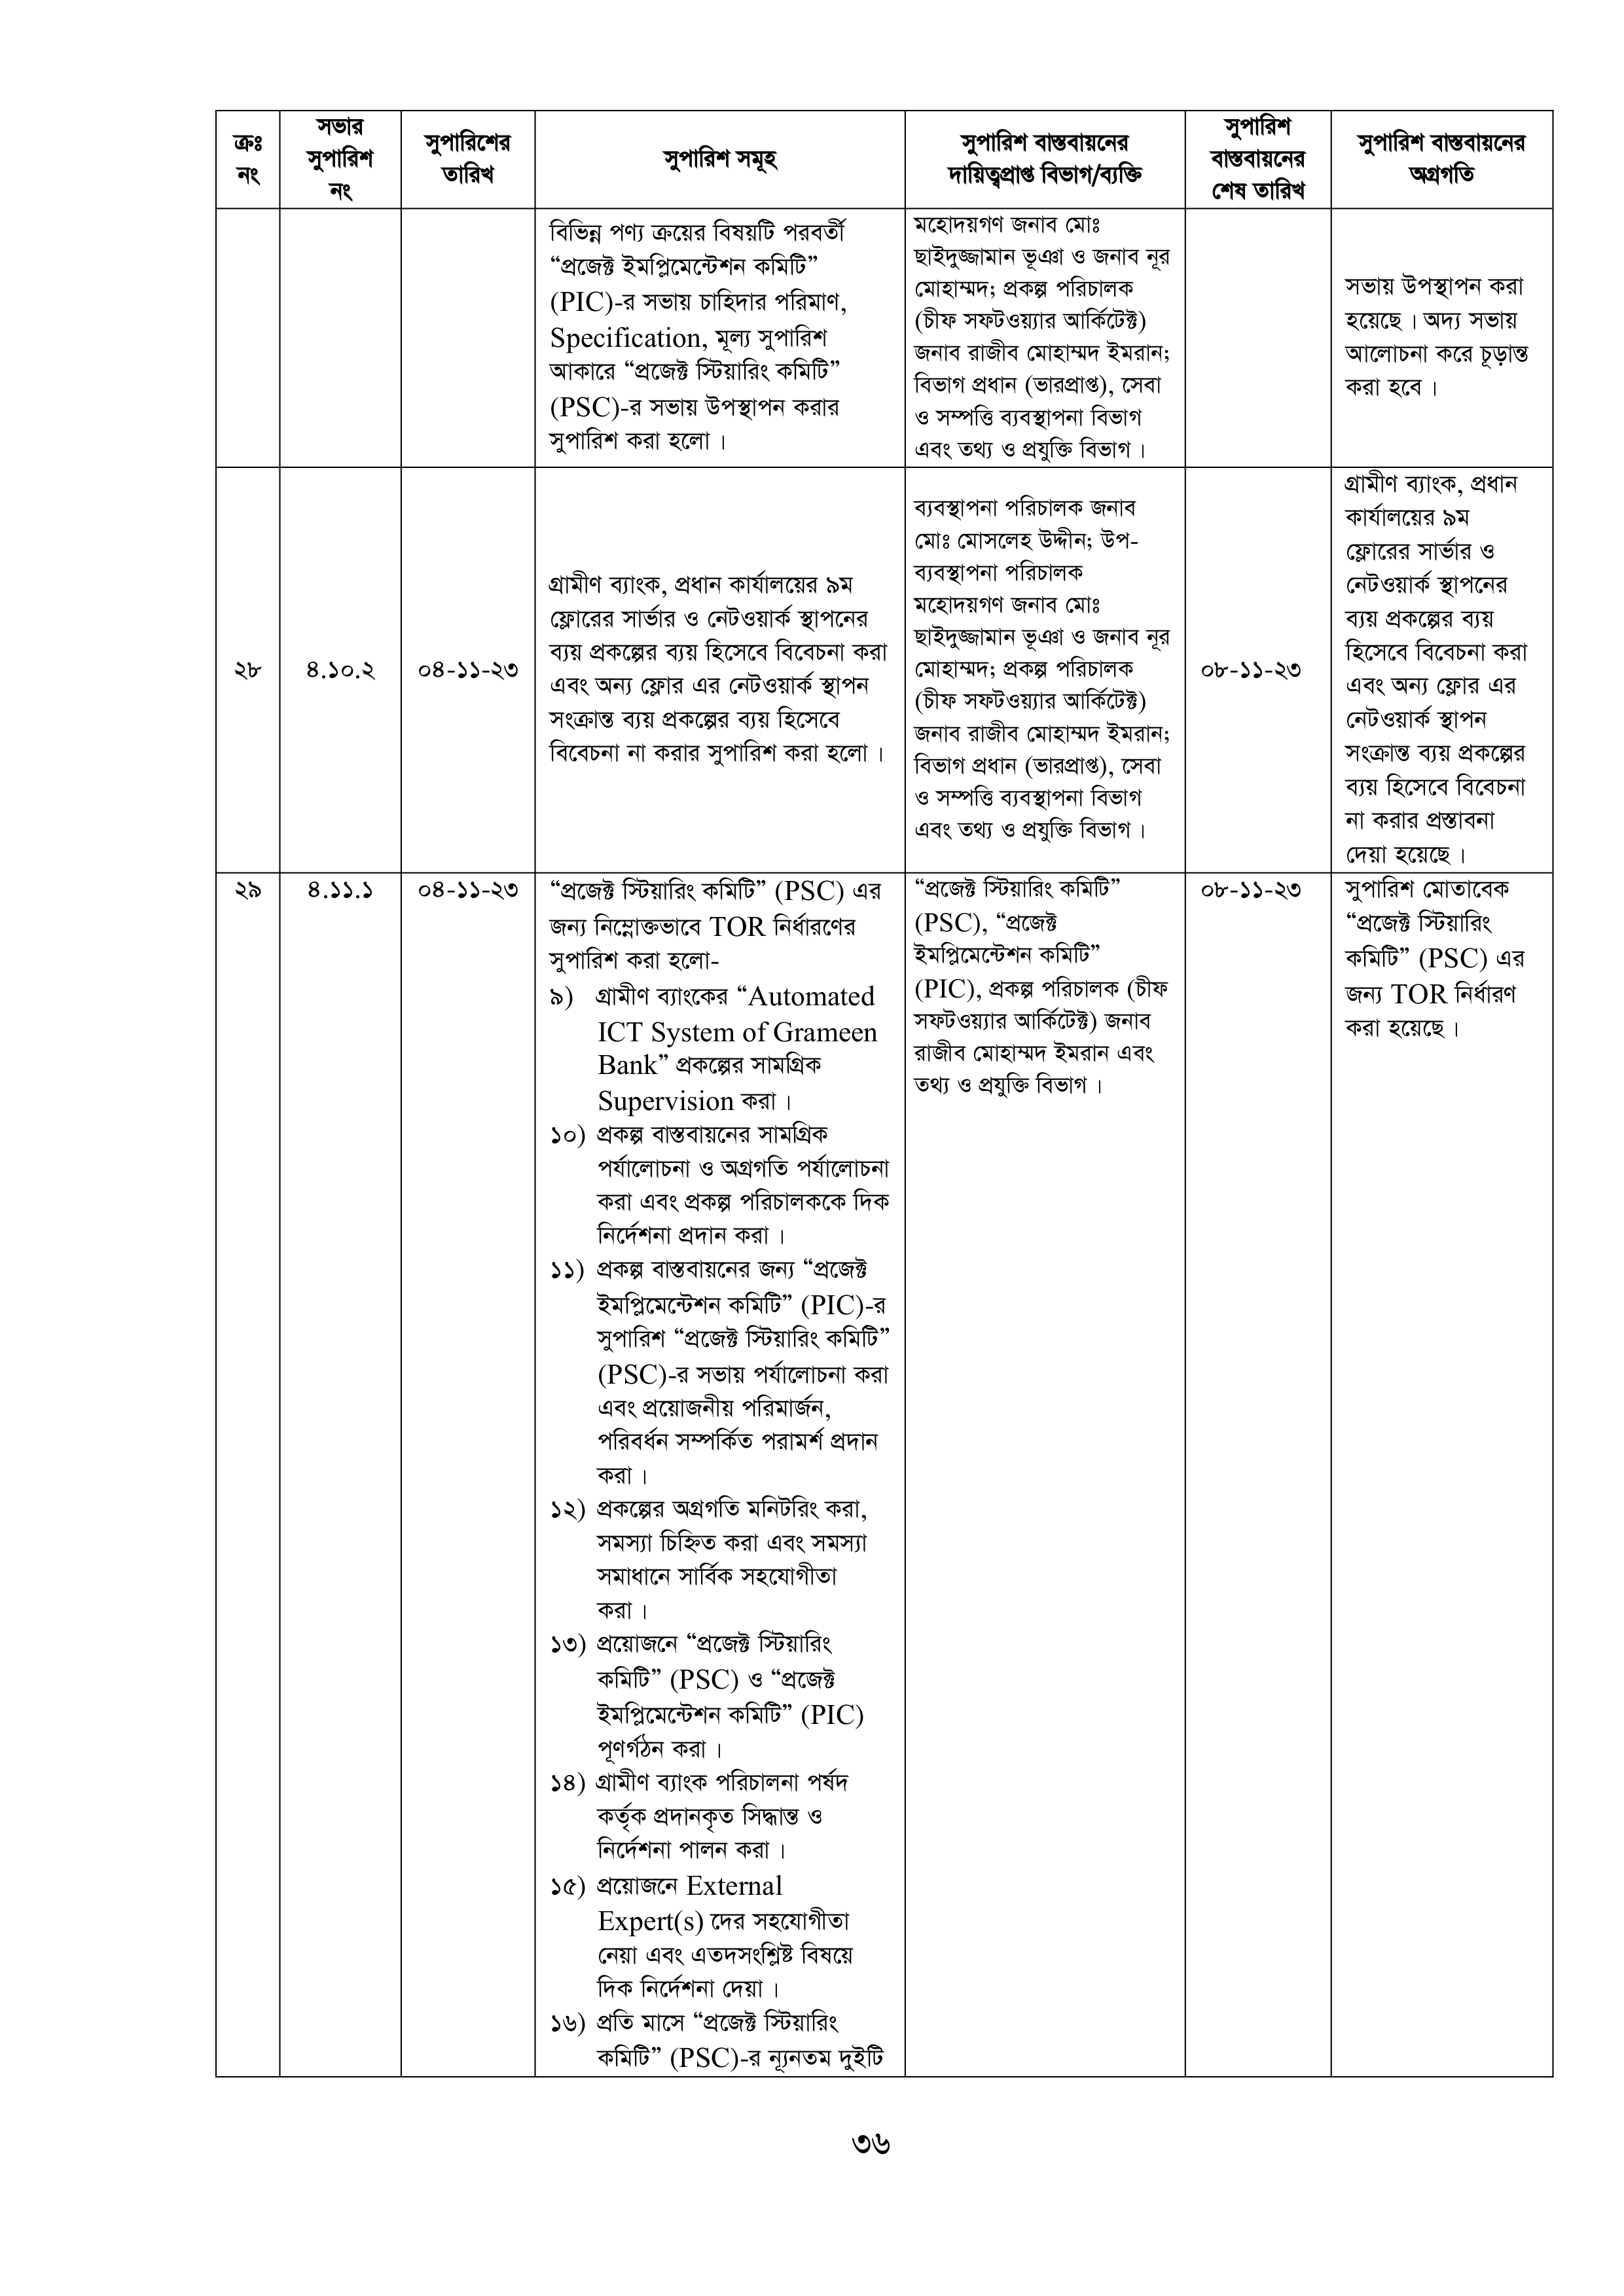 ক্রঃ
নং
সভার
সুপারিশ
নং
সুপারিশের
তারিখ
সুপারিশ সমূহ
সুপারিশ বাস্তবায়নের
দায়িত্বপ্রাপ্ত বিভাগ/ব্যক্তি
সুপারিশ
বাস্তবায়নের
শেষ তারিখ
সুপারিশ বাস্তবায়নের
অগ্রগতি
বিভিন্ন পণ্য ক্রয়ের বিষয়টি পরবর্তী
“প্রজেক্ট ইমপ্লিমেন্টেশন কমিটি”
(PIC)-র সভায় চাহিদার পরিমাণ,
Specification, মূল্য সুপারিশ
আকারে “প্রজেক্ট স্টিয়ারিং কমিটি”
(PSC)-র সভায় উপস্থাপন করার
সুপারিশ করা হলো।
মহোদয়গণ জনাব মোঃ
ছাইদুজ্জামান ভূঞা ও জনাব নূর
মোহাম্মদ; প্রকল্প পরিচালক
(চীফ সফটওয়্যার আর্কিটেক্ট)
জনাব রাজীব মোহাম্মদ ইমরান;
বিভাগ প্রধান (ভারপ্রাপ্ত), সেবা
ও সম্পত্তি ব্যবস্থাপনা বিভাগ
এবং তথ্য ও প্রযুক্তি বিভাগ।
সভায় উপস্থাপন করা
হয়েছে। অদ্য সভায়
আলোচনা করে চূড়ান্ত
করা হবে।
২৮
৪.১০.২
০৪-১১-২৩
গ্রামীণ ব্যাংক, প্রধান কার্যালয়ের ৯ম
ফ্লোরের সার্ভার ও নেটওয়ার্ক স্থাপনের
ব্যয় প্রকল্পের ব্যয় হিসেবে বিবেচনা করা
এবং অন্য ফ্লোর এর নেটওয়ার্ক স্থাপন
সংক্রান্ত ব্যয় প্রকল্পের ব্যয় হিসেবে
বিবেচনা না করার সুপারিশ করা হলো।
ব্যবস্থাপনা পরিচালক জনাব
মোঃ মোসলেহ উদ্দীন; উপ-
ব্যবস্থাপনা পরিচালক
মহোদয়গণ জনাব মোঃ
ছাইদুজ্জামান ভূঞা ও জনাব নূর
মোহাম্মদ; প্রকল্প পরিচালক
(চীফ সফটওয়্যার আর্কিটেক্ট)
জনাব রাজীব মোহাম্মদ ইমরান;
বিভাগ প্রধান (ভারপ্রাপ্ত), সেবা
ও সম্পত্তি ব্যবস্থাপনা বিভাগ
এবং তথ্য ও প্রযুক্তি বিভাগ।
০৮-১১-২৩
গ্রামীণ ব্যাংক, প্রধান
কার্যালয়ের ৯ম
ফ্লোরের সার্ভার ও
নেটওয়ার্ক স্থাপনের
ব্যয় প্রকল্পের ব্যয়
হিসেবে বিবেচনা করা
এবং অন্য ফ্লোর এর
নেটওয়ার্ক স্থাপন
সংক্রান্ত ব্যয় প্রকল্পের
ব্যয় হিসেবে বিবেচনা
না করার প্রস্তাবনা
দেয়া হয়েছে।
২৯
৪.১১.১
০৪-১১-২৩
“প্রজেক্ট স্টিয়ারিং কমিটি” (PSC) এর
জন্য নিম্নোক্তভাবে TOR নির্ধারণের
সুপারিশ করা হলো-
৯) গ্রামীণ ব্যাংকের “Automated
ICT System of Grameen
Bank” প্রকল্পের সামগ্রিক
Supervision করা।
১০) প্রকল্প বাস্তবায়নের সামগ্রিক
পর্যালোচনা ও অগ্রগতি পর্যালোচনা
করা এবং প্রকল্প পরিচালককে দিক
নির্দেশনা প্রদান করা।
১১) প্রকল্প বাস্তবায়নের জন্য “প্রজেক্ট
ইমপ্লিমেন্টেশন কমিটি” (PIC)-র
সুপারিশ “প্রজেক্ট স্টিয়ারিং কমিটি”
(PSC)-র সভায় পর্যালোচনা করা
এবং প্রয়োজনীয় পরিমার্জন,
পরিবর্ধন সম্পর্কিত পরামর্শ প্রদান
করা।
১২) প্রকল্পের অগ্রগতি মনিটরিং করা,
সমস্যা চিহ্নিত করা এবং সমস্যা
সমাধানে সার্বিক সহযোগীতা
করা।
১৩) প্রয়োজনে “প্রজেক্ট স্টিয়ারিং
কমিটি” (PSC) ও “প্রজেক্ট
ইমপ্লিমেন্টেশন কমিটি” (PIC)
পূণর্গঠন করা।
১৪) গ্রামীণ ব্যাংক পরিচালনা পর্ষদ
কর্তৃক প্রদানকৃত সিদ্ধান্ত ও
নির্দেশনা পালন করা।
১৫) প্রয়োজনে External
Expert(s) দের সহযোগীতা
নেয়া এবং এতদসংশ্লিষ্ট বিষয়ে
দিক নির্দেশনা দেয়া।
১৬) প্রতি মাসে “প্রজেক্ট স্টিয়ারিং
কমিটি” (PSC)-র ন্যূনতম দুইটি
“প্রজেক্ট স্টিয়ারিং কমিটি”
(PSC), “প্রজেক্ট
ইমপ্লিমেন্টেশন কমিটি”
(PIC), প্রকল্প পরিচালক (চীফ
সফটওয়্যার আর্কিটেক্ট) জনাব
রাজীব মোহাম্মদ ইমরান এবং
তথ্য ও প্রযুক্তি বিভাগ।
০৮-১১-২৩
সুপারিশ মোতাবেক
“প্রজেক্ট স্টিয়ারিং
কমিটি” (PSC) এর
জন্য TOR নির্ধারণ
করা হয়েছে।
৩৬